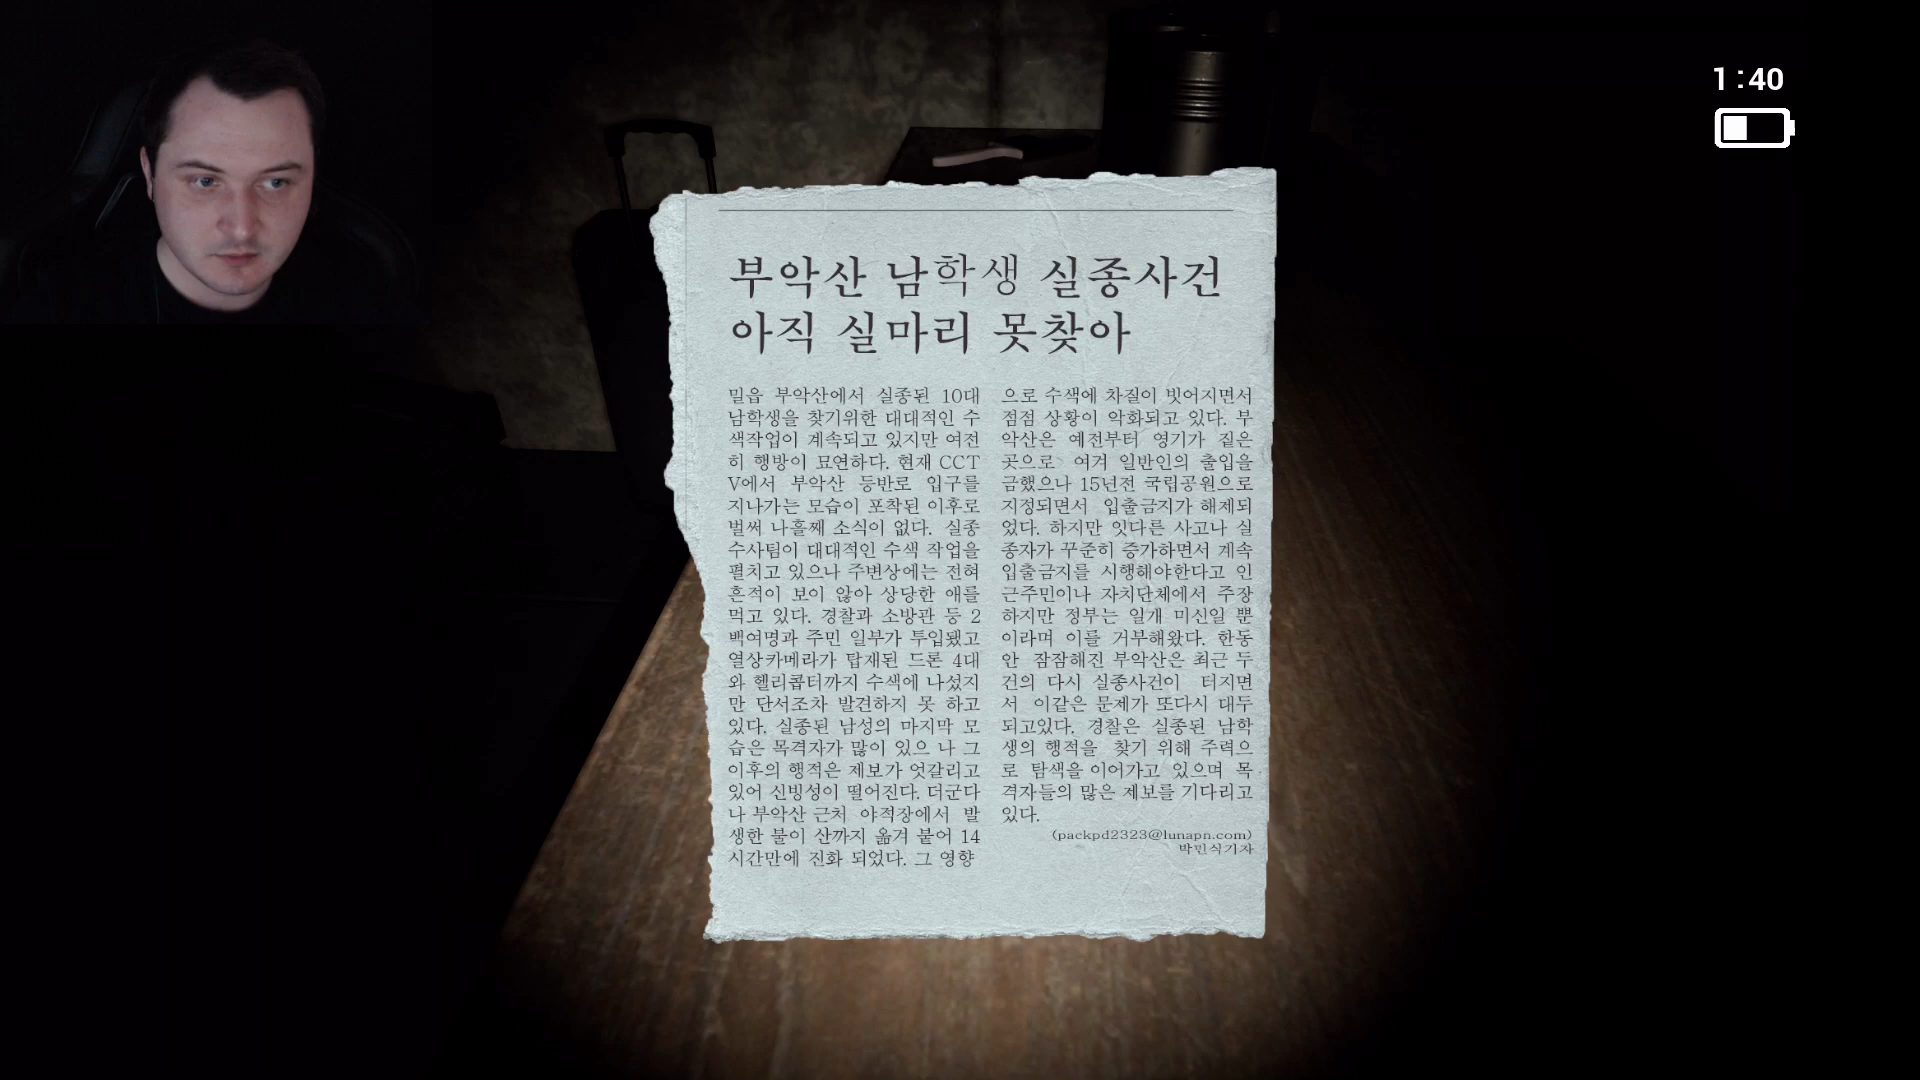 1:40
부악산 남학생 실종사건
아직 실마리 못찾아
밀읍 부악산에서 실종된 10대
남학생을 찾기위한 대대적인 수
색작업이 계속되고 있지만 여전
히 행방이 묘연하다. 현재 CCT
V에서 부악산 등반로 입구를
지나가는 모습이 포착된 이후로
벌써 나흘째 소식이 없다. 실종
수사팀이 대대적인 수색 작업을
펼치고 있으나 주변상에는 전혀
흔적이 보이 않아 상당한 애를
먹고 있다. 경찰과 소방관 등 2
백여명과 주민 일부가 투입됐고
열상카메라가 탑재된 드론 4대
와 헬리콥터까지 수색에 나섰지
만 단서조차 발견하지 못 하고
있다. 실종된 남성의 마지막 모
습은 목격자가 많이 있으 나 그
이후의 행적은 제보가 엇갈리고
있어 신빙성이 떨어진다. 더군다
나 부악산 근처 야적장에서 발
생한 불이 산까지 옮겨 붙어 14
시간만에 진화 되었다. 그 영향
으로 수색에 차질이 빗어지면서
점점 상황이 악화되고 있다. 부
악산은 예전부터 영기가 짙은
곳으로 여겨 일반인의 출입을
금했으나 15년전 국립공원으로
지정되면서 입출금지가 해제되
었다. 하지만 잇다른 사고나 실
종자가 꾸준히 증가하면서 계속
입출금지를 시행해야한다고 인
근주민이나 자치단체에서 주장
하지만 정부는 일개 미신일 뿐
이라며 이를 거부해왔다. 한동
안 잠잠해진 부악산은 최근 두
건의 다시 실종사건이 터지면
서 이같은 문제가 또다시 대두
되고있다. 경찰은 실종된 남학
생의 행적을 찾기 위해 주력으
로 탐색을 이어가고 있으며 목
격자들의 많은 제보를 기다리고
있다.
(packpd2323@lunapn.com)
박민식기자